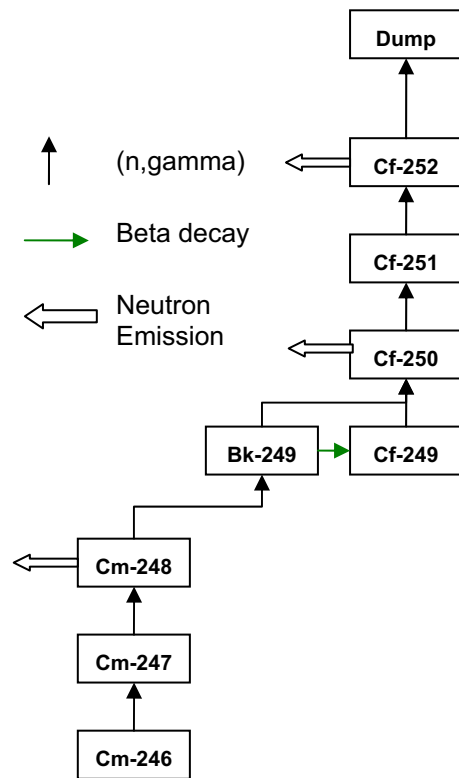 Dump
(n,gamma)
Cf-252
Beta decay
Cf-251
Neutron
Emission
Cf-250
Bk-249
Cf-249
Cm-248
Cm-247
Cm-246